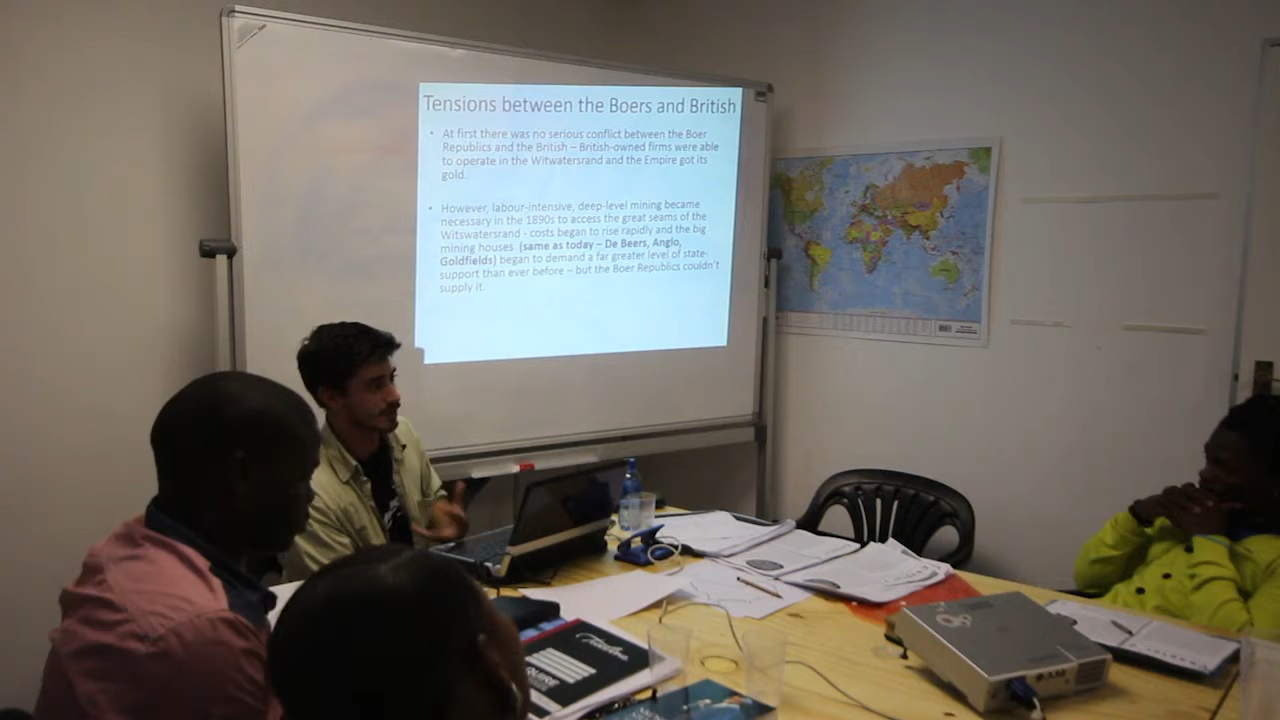 Tensions between the Boers and British
• At first there was no serious conflict between the Boer
Republics and the British – British-owned firms were able
to operate in the Witwatersrand and the Empire got its
gold.
• However, labour-intensive, deep-level mining became
necessary in the 1890s to access the great seams of the
Witswatersrand - costs began to rise rapidly and the big
mining houses (same as today – De Beers, Anglo,
Goldfields) began to demand a far greater level of state-
support than ever before – but the Boer Republics couldn't
supply it.